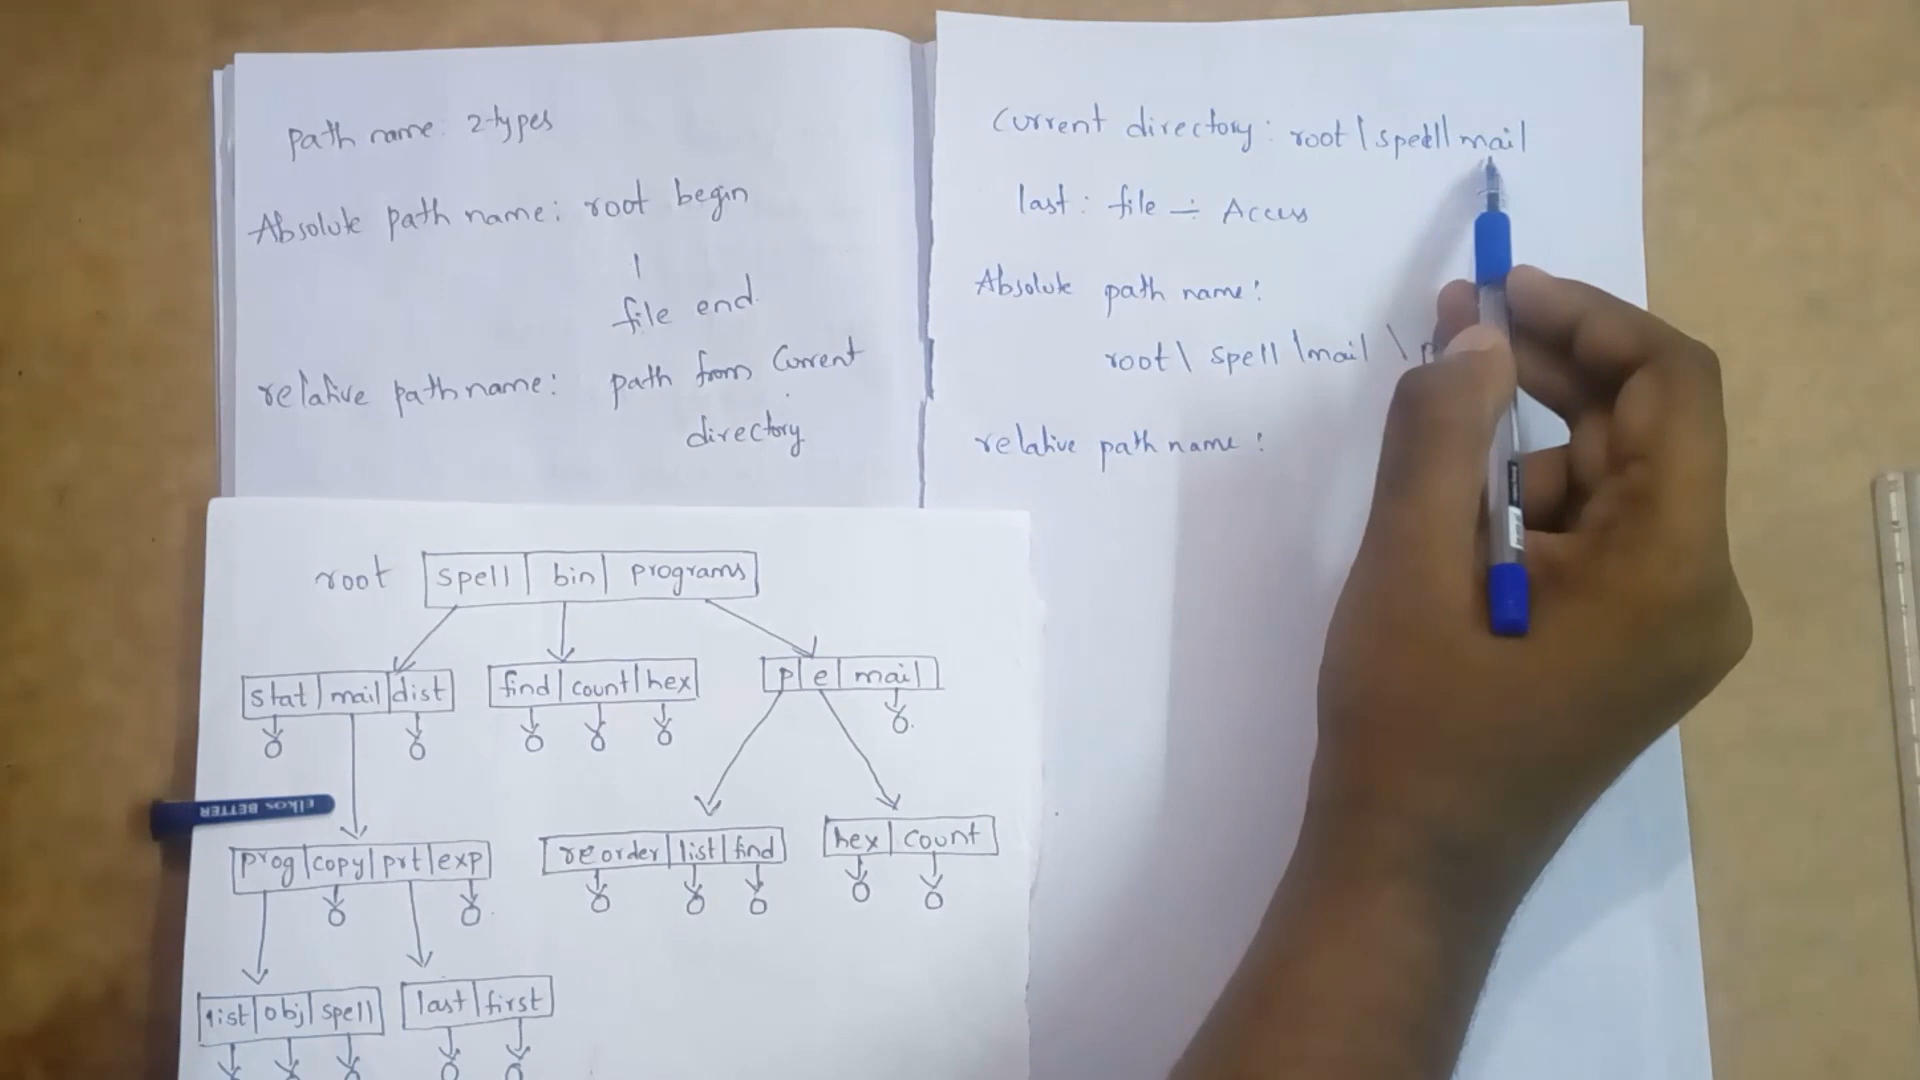 path name: 2-types
Absolute path name: root begin
file end.
relative path name: path from Current
directory
Current directory: root \ spell \ mail
last: file ÷ Access
Absolute path name:
root \ spell \ mail \ p
relative path name:
root spell | bin | programs
stat | mail | dist
find | count | hex
p | e | mail
prog | copy | prt | exp
reorder | list | find
hex | count
list | obj | spell
last | first
elkos BETTER